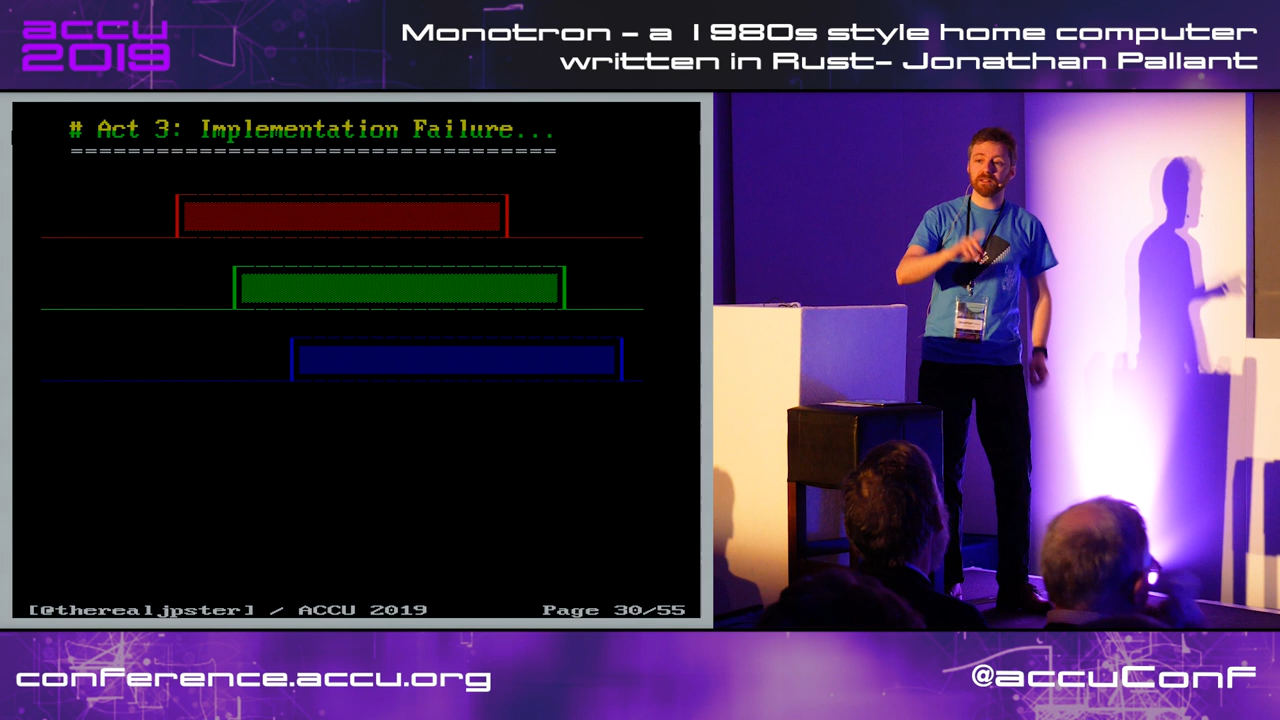 accu
2019
Monotron - a 1980s style home computer
written in Rust- Jonathan Pallant
# Act 3: Implementation Failure...
==================================
[@therealjpster] / ACCU 2019
Page 30/55
conference.accu.org
@accuConf